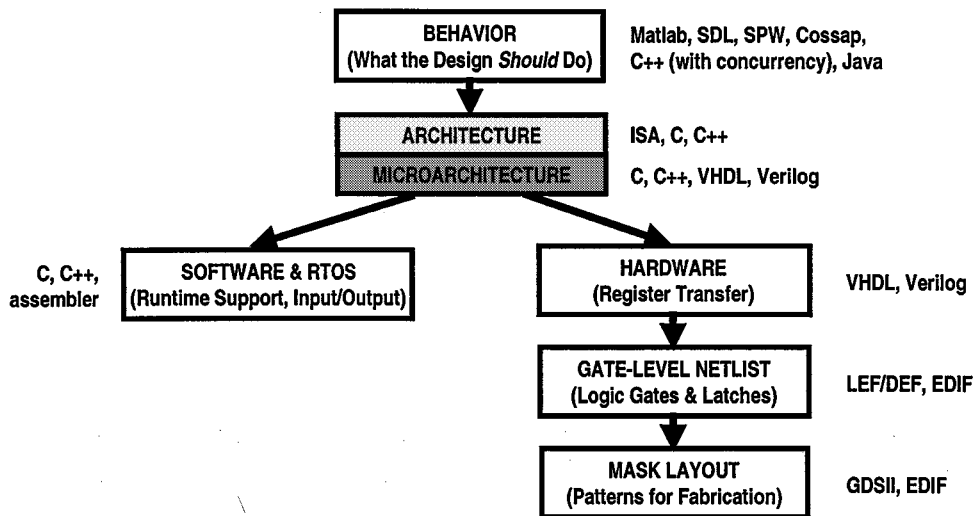 BEHAVIOR
(What the Design Should Do)
Matlab, SDL, SPW, Cossap,
C++ (with concurrency), Java
ARCHITECTURE
ISA, C, C++
MICROARCHITECTURE
C, C++, VHDL, Verilog
C, C++,
assembler
SOFTWARE & RTOS
(Runtime Support, Input/Output)
HARDWARE
(Register Transfer)
VHDL, Verilog
GATE-LEVEL NETLIST
(Logic Gates & Latches)
LEF/DEF, EDIF
MASK LAYOUT
(Patterns for Fabrication)
GDSII, EDIF